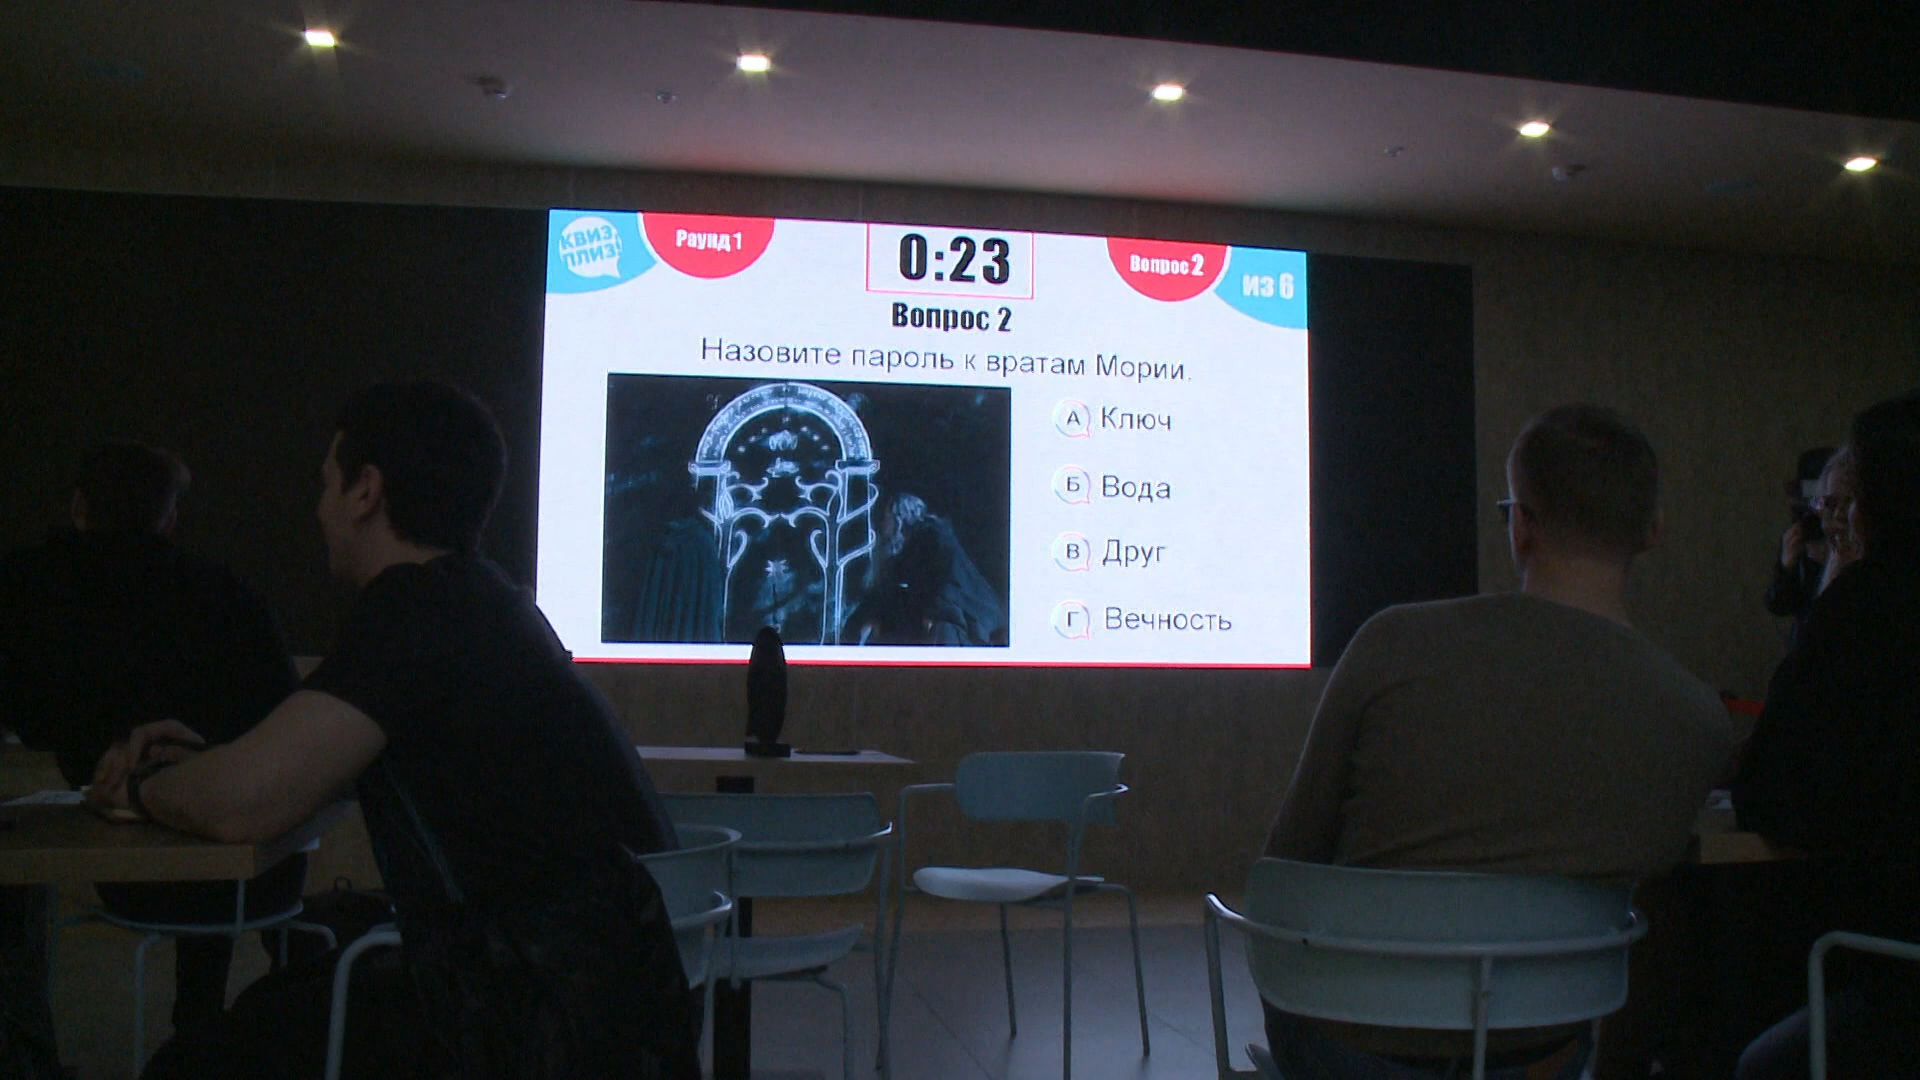 КВИЗ,
ПЛИЗ!
Раунд 1
0:23
Вопрос 2
из 6
Вопрос 2
Назовите пароль к вратам Мории.
А Ключ
Б Вода
В Друг
Г Вечность